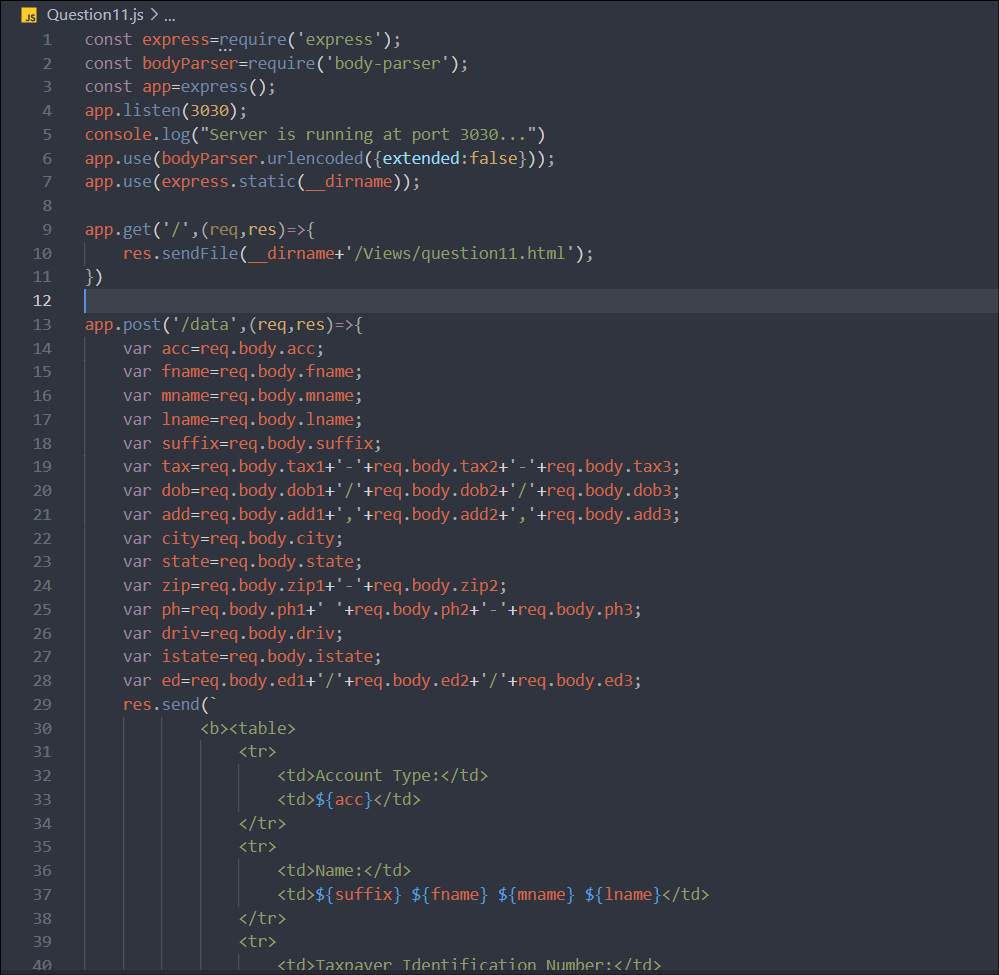 JS Question11.js > ...
1 const express=require('express');
2 const bodyParser=require('body-parser');
3 const app=express();
4 app.listen(3030);
5 console.log("Server is running at port 3030...")
6 app.use(bodyParser.urlencoded({extended:false}));
7 app.use(express.static(__dirname));
8
9 app.get('/',(req,res)=>{
10     res.sendFile(__dirname+'/Views/question11.html');
11 })
12
13 app.post('/data',(req,res)=>{
14     var acc=req.body.acc;
15     var fname=req.body.fname;
16     var mname=req.body.mname;
17     var lname=req.body.lname;
18     var suffix=req.body.suffix;
19     var tax=req.body.tax1+'-'+req.body.tax2+'-'+req.body.tax3;
20     var dob=req.body.dob1+'/'+req.body.dob2+'/'+req.body.dob3;
21     var add=req.body.add1+','+req.body.add2+','+req.body.add3;
22     var city=req.body.city;
23     var state=req.body.state;
24     var zip=req.body.zip1+'-'+req.body.zip2;
25     var ph=req.body.ph1+' '+req.body.ph2+'-'+req.body.ph3;
26     var driv=req.body.driv;
27     var istate=req.body.istate;
28     var ed=req.body.ed1+'/'+req.body.ed2+'/'+req.body.ed3;
29     res.send(`
30             <b><table>
31                 <tr>
32                     <td>Account Type:</td>
33                     <td>${acc}</td>
34                 </tr>
35                 <tr>
36                     <td>Name:</td>
37                     <td>${suffix} ${fname} ${mname} ${lname}</td>
38                 </tr>
39                 <tr>
40                     <td>Taxpayer Identification Number:</td>